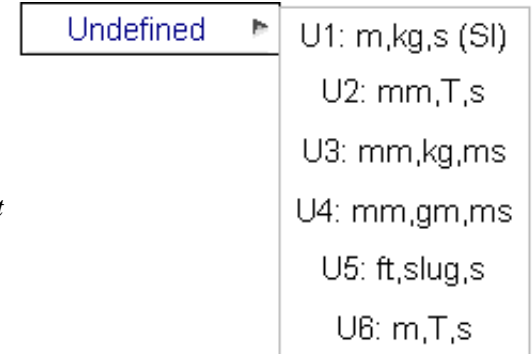 Undefined
U1: m,kg,s (SI)
U2: mm,T,s
U3: mm,kg,ms
t
U4: mm,gm,ms
U5: ft,slug,s
U6: m,T,s